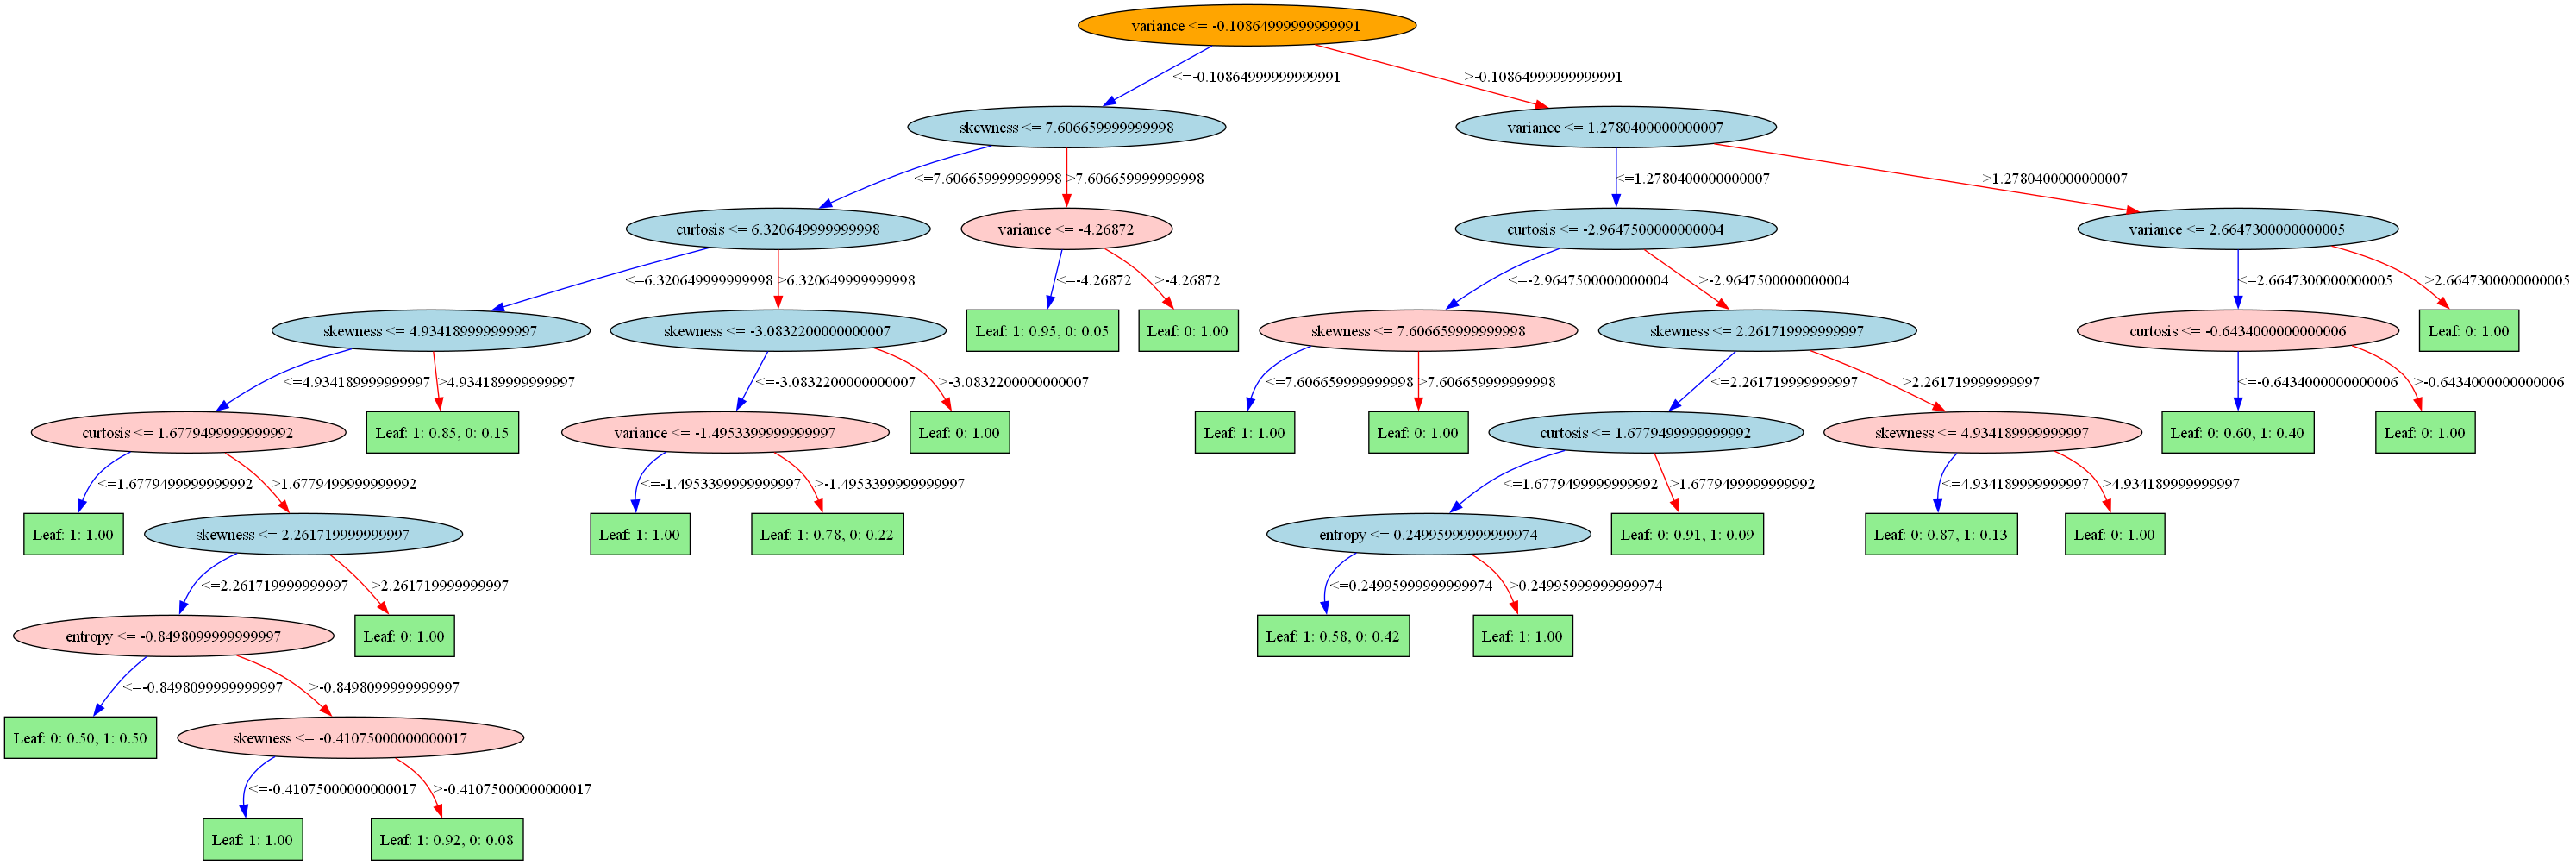 variance <= -0.10864999999999991
<=-0.10864999999999991
>-0.10864999999999991
skewness <= 7.606659999999998
variance <= 1.2780400000000007
<=7.606659999999998
>7.606659999999998
<=1.2780400000000007
>1.2780400000000007
curtosis <= 6.320649999999998
variance <= -4.26872
curtosis <= -2.9647500000000004
variance <= 2.6647300000000005
<=6.320649999999998
>6.320649999999998
<=-4.26872
>-4.26872
<=-2.9647500000000004
>-2.9647500000000004
<=2.6647300000000005
>2.6647300000000005
skewness <= 4.934189999999997
skewness <= -3.0832200000000007
Leaf: 1: 0.95, 0: 0.05
Leaf: 0: 1.00
skewness <= 7.606659999999998
skewness <= 2.261719999999997
curtosis <= -0.6434000000000006
Leaf: 0: 1.00
<=4.934189999999997
>4.934189999999997
<=-3.0832200000000007
>-3.0832200000000007
<=7.606659999999998
>7.606659999999998
<=2.261719999999997
>2.261719999999997
<=-0.6434000000000006
>-0.6434000000000006
curtosis <= 1.6779499999999992
Leaf: 1: 0.85, 0: 0.15
variance <= -1.4953399999999997
Leaf: 0: 1.00
Leaf: 1: 1.00
Leaf: 0: 1.00
curtosis <= 1.6779499999999992
skewness <= 4.934189999999997
Leaf: 0: 0.60, 1: 0.40
Leaf: 0: 1.00
<=1.6779499999999992
>1.6779499999999992
<=-1.4953399999999997
>-1.4953399999999997
<=1.6779499999999992
>1.6779499999999992
<=4.934189999999997
>4.934189999999997
Leaf: 1: 1.00
skewness <= 2.261719999999997
Leaf: 1: 1.00
Leaf: 1: 0.78, 0: 0.22
entropy <= 0.24995999999999974
Leaf: 0: 0.91, 1: 0.09
Leaf: 0: 0.87, 1: 0.13
Leaf: 0: 1.00
<=2.261719999999997
>2.261719999999997
<=0.24995999999999974
>0.24995999999999974
entropy <= -0.8498099999999997
Leaf: 0: 1.00
Leaf: 1: 0.58, 0: 0.42
Leaf: 1: 1.00
<=-0.8498099999999997
>-0.8498099999999997
Leaf: 0: 0.50, 1: 0.50
skewness <= -0.41075000000000017
<=-0.41075000000000017
>-0.41075000000000017
Leaf: 1: 1.00
Leaf: 1: 0.92, 0: 0.08